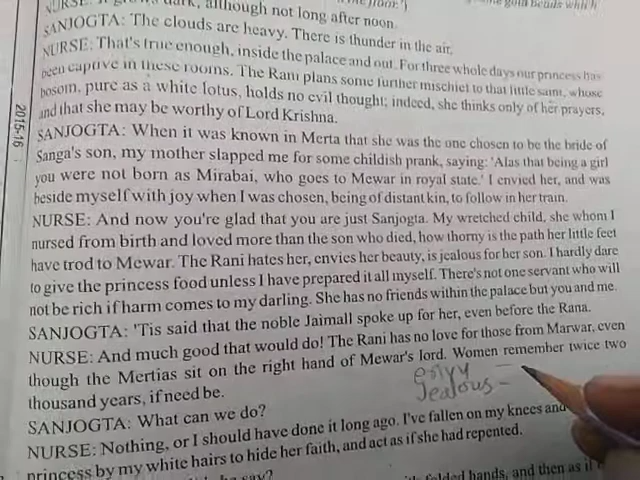 NURSE: It grows dark, although not long after noon.
SANJOGTA: The clouds are heavy. There is thunder in the air.
NURSE: That's true enough, inside the palace and out. For three whole days our princess has
been captive in these rooms. The Rani plans some further mischief to that little saint, whose
bosom, pure as a white lotus, holds no evil thought; indeed, she thinks only of her prayers,
and that she may be worthy of Lord Krishna.
SANJOGTA: When it was known in Merta that she was the one chosen to be the bride of
Sanga's son, my mother slapped me for some childish prank, saying: 'Alas that being a girl
you were not born as Mirabai, who goes to Mewar in royal state.' I envied her, and was
beside myself with joy when I was chosen, being of distant kin, to follow in her train.
NURSE: And now you're glad that you are just Sanjogta. My wretched child, she whom I
nursed from birth and loved more than the son who died, how thorny is the path her little feet
have trod to Mewar. The Rani hates her, envies her beauty, is jealous for her son. I hardly dare
to give the princess food unless I have prepared it all myself. There's not one servant who will
not be rich if harm comes to my darling. She has no friends within the palace but you and me.
SANJOGTA: 'Tis said that the noble Jaimall spoke up for her, even before the Rana.
NURSE: And much good that would do! The Rani has no love for those from Marwar, even
though the Mertias sit on the right hand of Mewar's lord. Women remember twice two
thousand years, if need be.
envy -
Jealous -
SANJOGTA: What can we do?
NURSE: Nothing, or I should have done it long ago. I've fallen on my knees and
princess by my white hairs to hide her faith, and act as if she had repented.
say?
folded hands, and then as if
2015-16